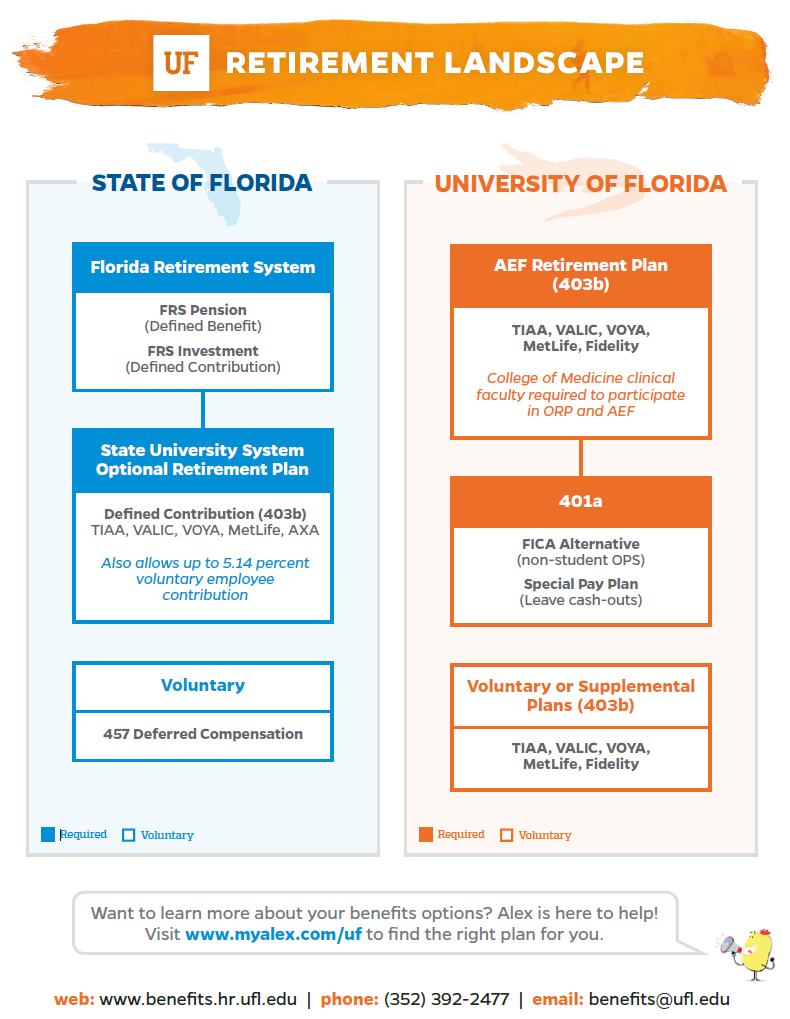 UF RETIREMENT LANDSCAPE
STATE OF FLORIDA
Florida Retirement System
FRS Pension
(Defined Benefit)
FRS Investment
(Defined Contribution)
State University System
Optional Retirement Plan
Defined Contribution (403b)
TIAA, VALIC, VOYA, MetLife, AXA
Also allows up to 5.14 percent
voluntary employee
contribution
Voluntary
457 Deferred Compensation
Required Voluntary
UNIVERSITY OF FLORIDA
AEF Retirement Plan
(403b)
TIAA, VALIC, VOYA,
MetLife, Fidelity
College of Medicine clinical
faculty required to participate
in ORP and AEF
401a
FICA Alternative
(non-student OPS)
Special Pay Plan
(Leave cash-outs)
Voluntary or Supplemental
Plans (403b)
TIAA, VALIC, VOYA,
MetLife, Fidelity
Required Voluntary
Want to learn more about your benefits options? Alex is here to help!
Visit www.myalex.com/uf to find the right plan for you.
web: www.benefits.hr.ufl.edu | phone: (352) 392-2477 | email: benefits@ufl.edu